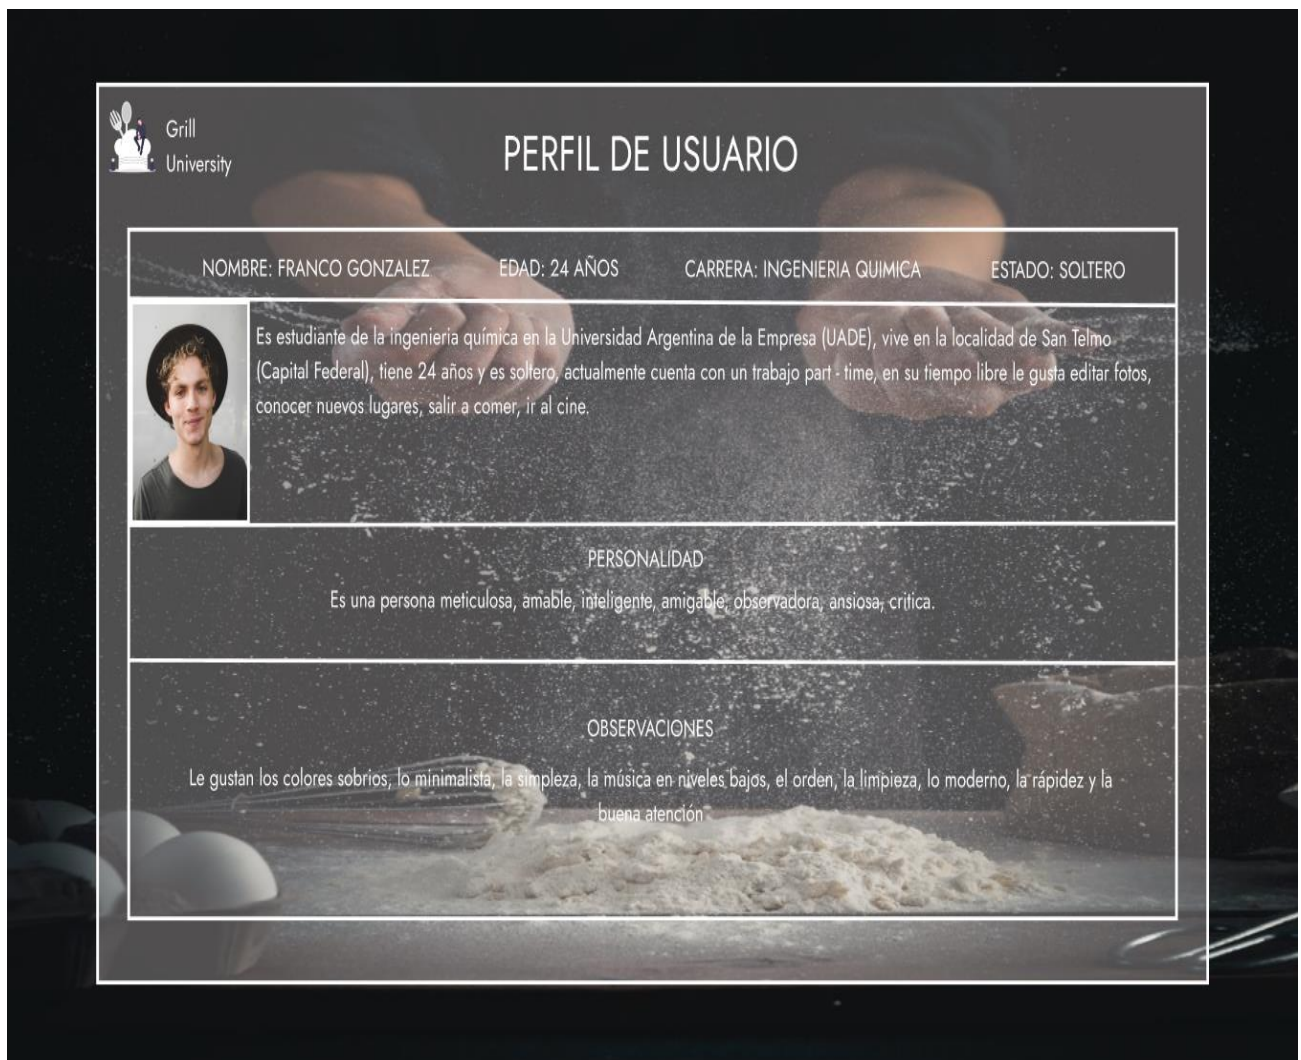 Grill
University
PERFIL DE USUARIO
NOMBRE: FRANCO GONZALEZ EDAD: 24 AÑOS CARRERA: INGENIERIA QUIMICA ESTADO: SOLTERO
Es estudiante de la ingenieria química en la Universidad Argentina de la Empresa (UADE), vive en la localidad de San Telmo
(Capital Federal), tiene 24 años y es soltero, actualmente cuenta con un trabajo part - time, en su tiempo libre le gusta editar fotos,
conocer nuevos lugares, salir a comer, ir al cine.
PERSONALIDAD
Es una persona meticulosa, amable, inteligente, amigable, observadora, ansiosa, critica.
OBSERVACIONES
Le gustan los colores sobrios, lo minimalista, la simpleza, la música en niveles bajos, el orden, la limpieza, lo moderno, la rápidez y la
buena atención